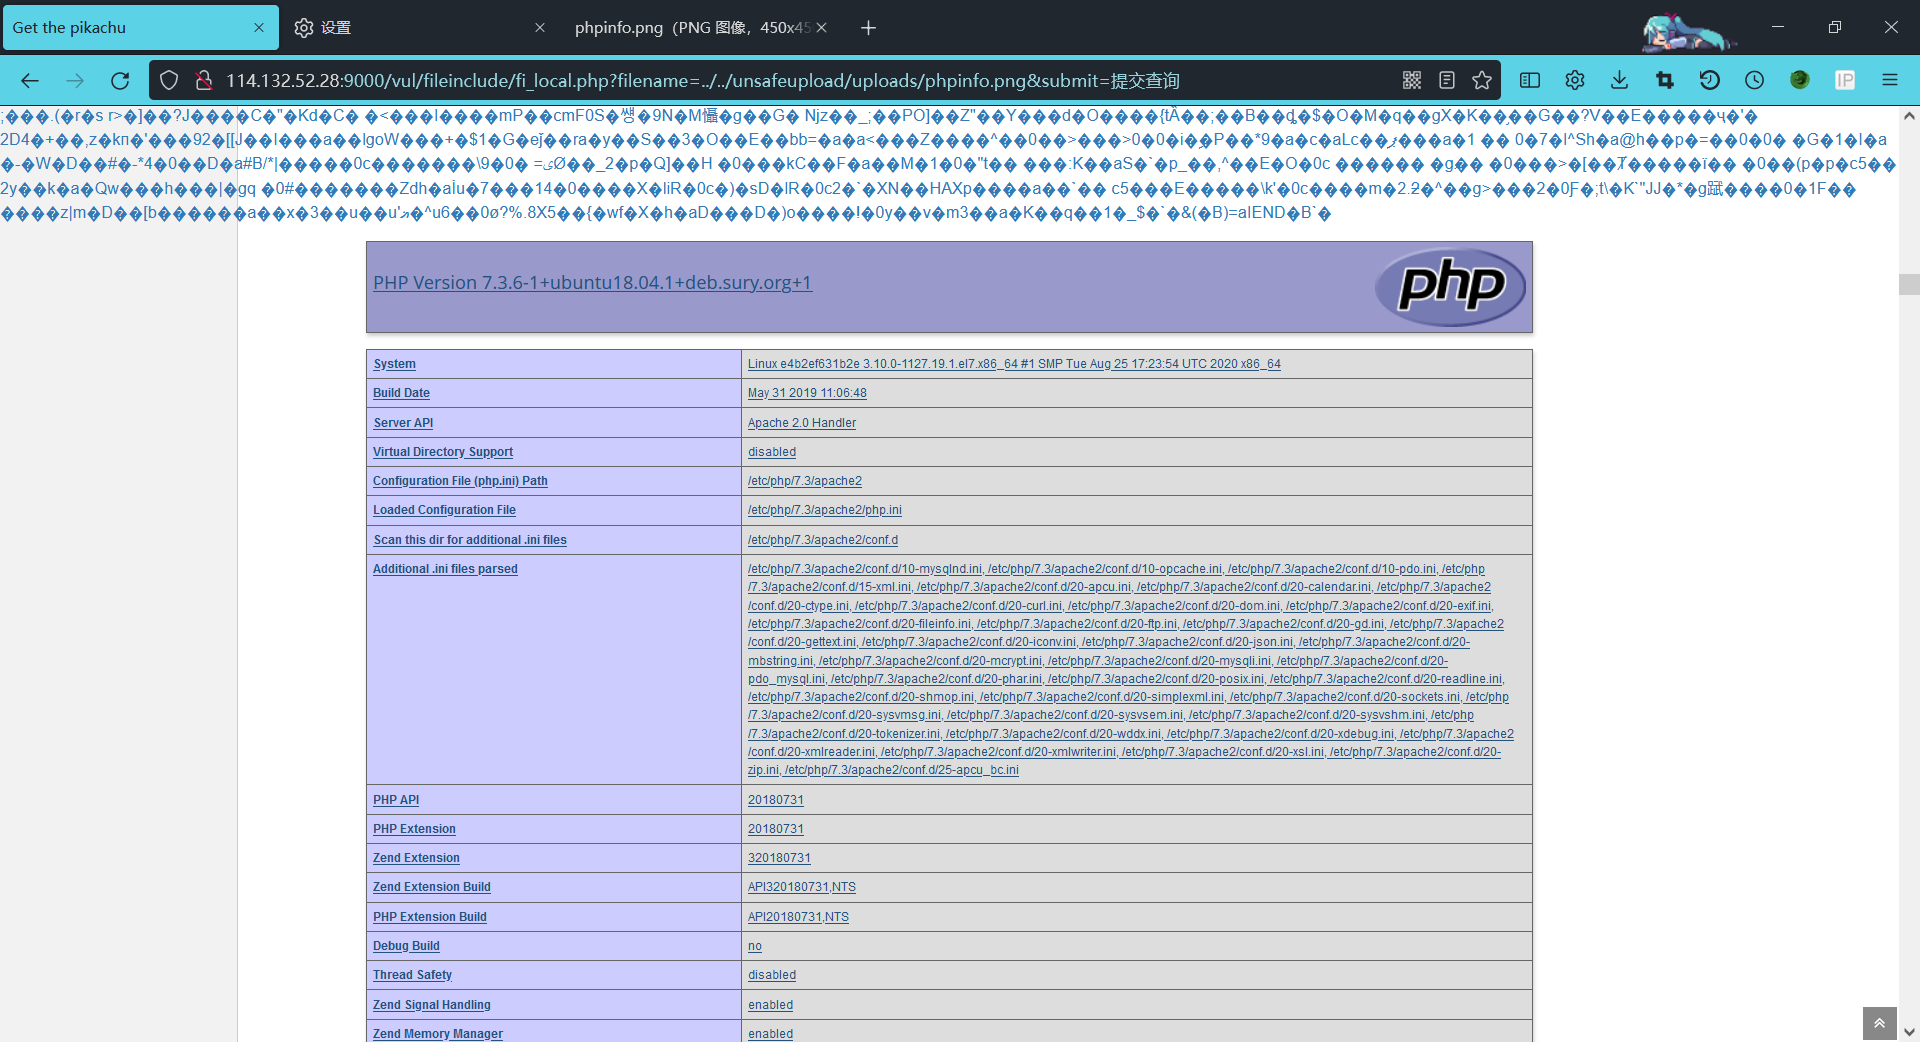 Get the pikachu
设置
phpinfo.png（PNG 图像，450x45
114.132.52.28:9000/vul/fileinclude/fi_local.php?filename=../../unsafeupload/uploads/phpinfo.png&submit=提交查询
IP
PHP Version 7.3.6-1+ubuntu18.04.1+deb.sury.org+1
php
System Linux e4b2ef631b2e 3.10.0-1127.19.1.el7.x86_64 #1 SMP Tue Aug 25 17:23:54 UTC 2020 x86_64
Build Date May 31 2019 11:06:48
Server API Apache 2.0 Handler
Virtual Directory Support disabled
Configuration File (php.ini) Path /etc/php/7.3/apache2
Loaded Configuration File /etc/php/7.3/apache2/php.ini
Scan this dir for additional .ini files /etc/php/7.3/apache2/conf.d
Additional .ini files parsed /etc/php/7.3/apache2/conf.d/10-mysqlnd.ini, /etc/php/7.3/apache2/conf.d/10-opcache.ini, /etc/php/7.3/apache2/conf.d/10-pdo.ini, /etc/php
/7.3/apache2/conf.d/15-xml.ini, /etc/php/7.3/apache2/conf.d/20-apcu.ini, /etc/php/7.3/apache2/conf.d/20-calendar.ini, /etc/php/7.3/apache2
/conf.d/20-ctype.ini, /etc/php/7.3/apache2/conf.d/20-curl.ini, /etc/php/7.3/apache2/conf.d/20-dom.ini, /etc/php/7.3/apache2/conf.d/20-exif.ini,
/etc/php/7.3/apache2/conf.d/20-fileinfo.ini, /etc/php/7.3/apache2/conf.d/20-ftp.ini, /etc/php/7.3/apache2/conf.d/20-gd.ini, /etc/php/7.3/apache2
/conf.d/20-gettext.ini, /etc/php/7.3/apache2/conf.d/20-iconv.ini, /etc/php/7.3/apache2/conf.d/20-json.ini, /etc/php/7.3/apache2/conf.d/20-
mbstring.ini, /etc/php/7.3/apache2/conf.d/20-mcrypt.ini, /etc/php/7.3/apache2/conf.d/20-mysqli.ini, /etc/php/7.3/apache2/conf.d/20-
pdo_mysql.ini, /etc/php/7.3/apache2/conf.d/20-phar.ini, /etc/php/7.3/apache2/conf.d/20-posix.ini, /etc/php/7.3/apache2/conf.d/20-readline.ini,
/etc/php/7.3/apache2/conf.d/20-shmop.ini, /etc/php/7.3/apache2/conf.d/20-simplexml.ini, /etc/php/7.3/apache2/conf.d/20-sockets.ini, /etc/php
/7.3/apache2/conf.d/20-sysvmsg.ini, /etc/php/7.3/apache2/conf.d/20-sysvsem.ini, /etc/php/7.3/apache2/conf.d/20-sysvshm.ini, /etc/php
/7.3/apache2/conf.d/20-tokenizer.ini, /etc/php/7.3/apache2/conf.d/20-wddx.ini, /etc/php/7.3/apache2/conf.d/20-xdebug.ini, /etc/php/7.3/apache2
/conf.d/20-xmlreader.ini, /etc/php/7.3/apache2/conf.d/20-xmlwriter.ini, /etc/php/7.3/apache2/conf.d/20-xsl.ini, /etc/php/7.3/apache2/conf.d/20-
zip.ini, /etc/php/7.3/apache2/conf.d/25-apcu_bc.ini
PHP API 20180731
PHP Extension 20180731
Zend Extension 320180731
Zend Extension Build API320180731,NTS
PHP Extension Build API20180731,NTS
Debug Build no
Thread Safety disabled
Zend Signal Handling enabled
Zend Memory Manager enabled